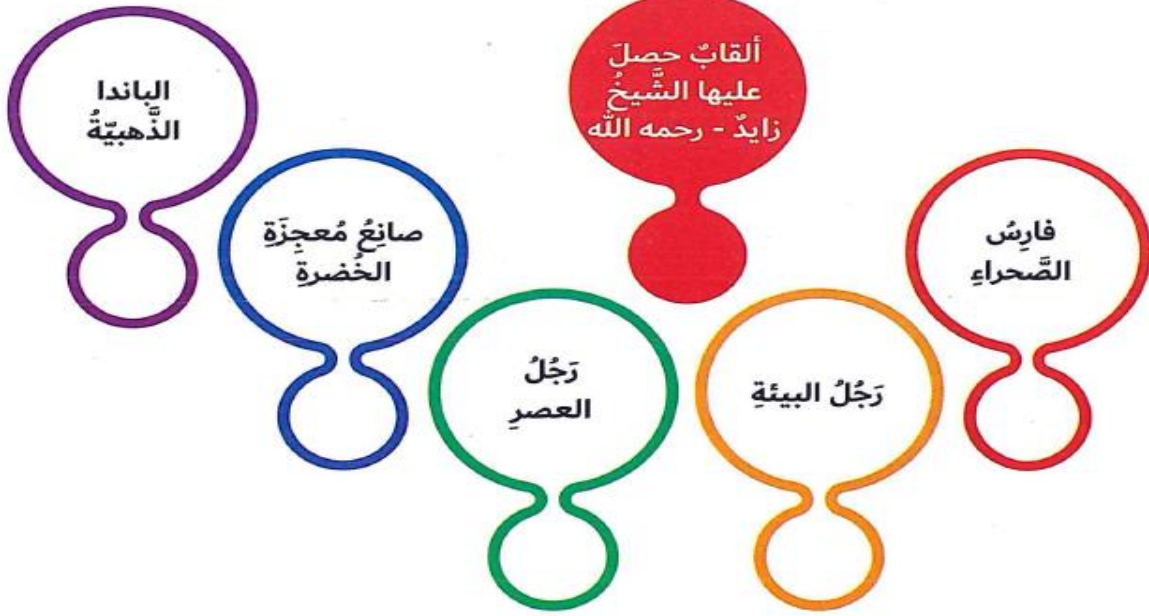 ألقابٌ حصلَ
عليها الشَّيخُ
زايدٌ - رحمه الله
فارِسُ
الصَّحراءِ
رَجُلُ البيئةِ
رَجُلُ
العصرِ
صانِعُ مُعجِزَةِ
الخُضرةِ
الباندا
الذَّهبيّةُ